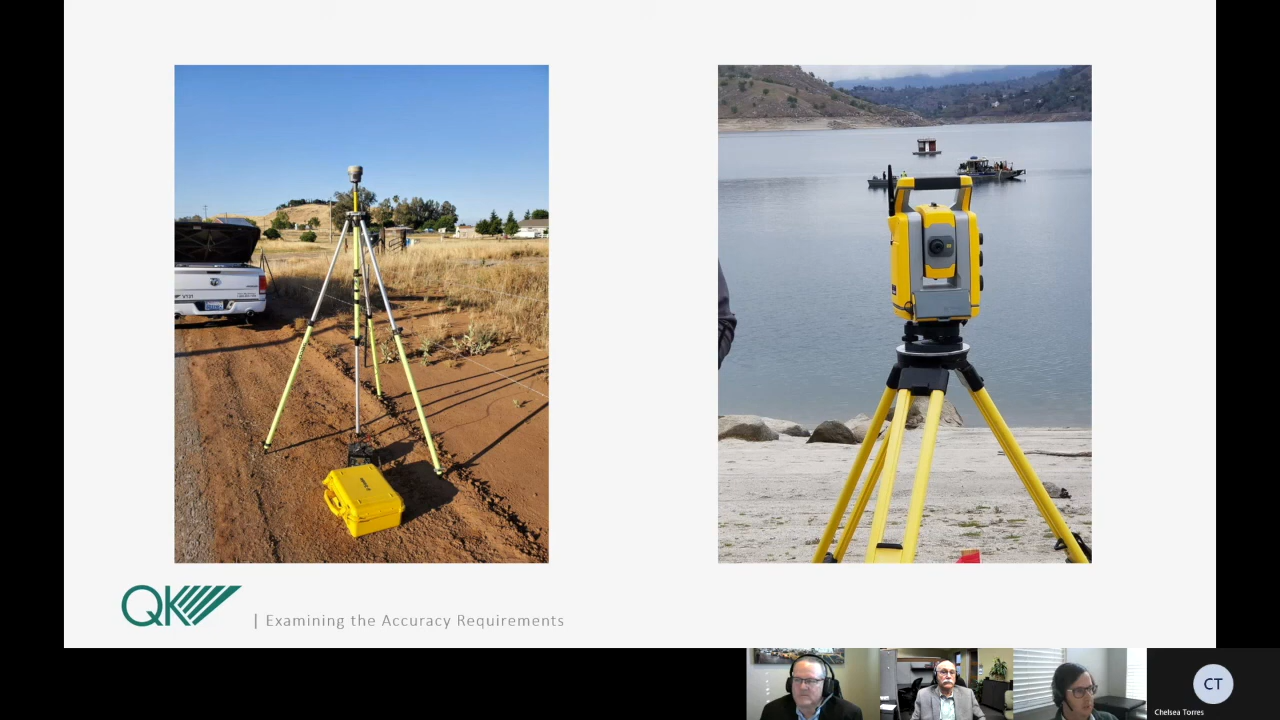 QK
| Examining the Accuracy Requirements
CT
Chelsea Torres